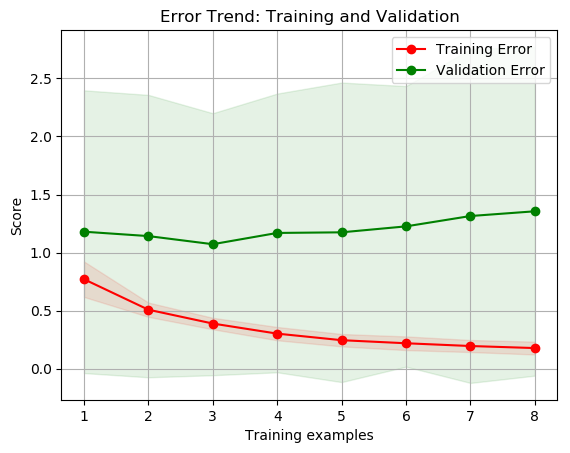 Error Trend: Training and Validation
Training Error
Validation Error
2.5
2.0
1.5
1.0
0.5
0.0
Score
1 2 3 4 5 6 7 8
Training examples